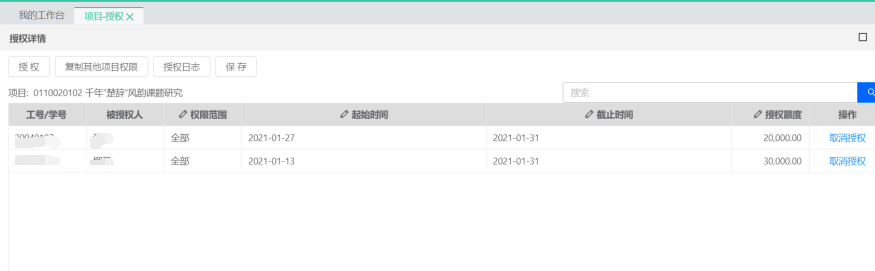 我的工作台 项目-授权
授权详情
授 权 复制其他项目权限 授权日志 保 存
项目: 0110020102 千年"楚辞"风韵课题研究 搜索
工号/学号 被授权人 权限范围 起始时间 截止时间 授权额度 操作
全部 2021-01-27 2021-01-31 20,000.00 取消授权
全部 2021-01-13 2021-01-31 30,000.00 取消授权